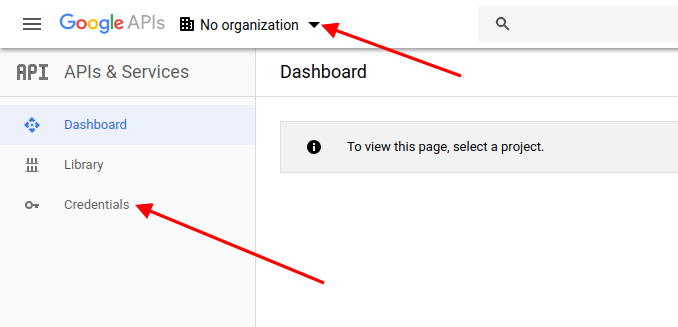 Google APIs No organization
API APIs & Services Dashboard
Dashboard
To view this page, select a project.
Library
Credentials